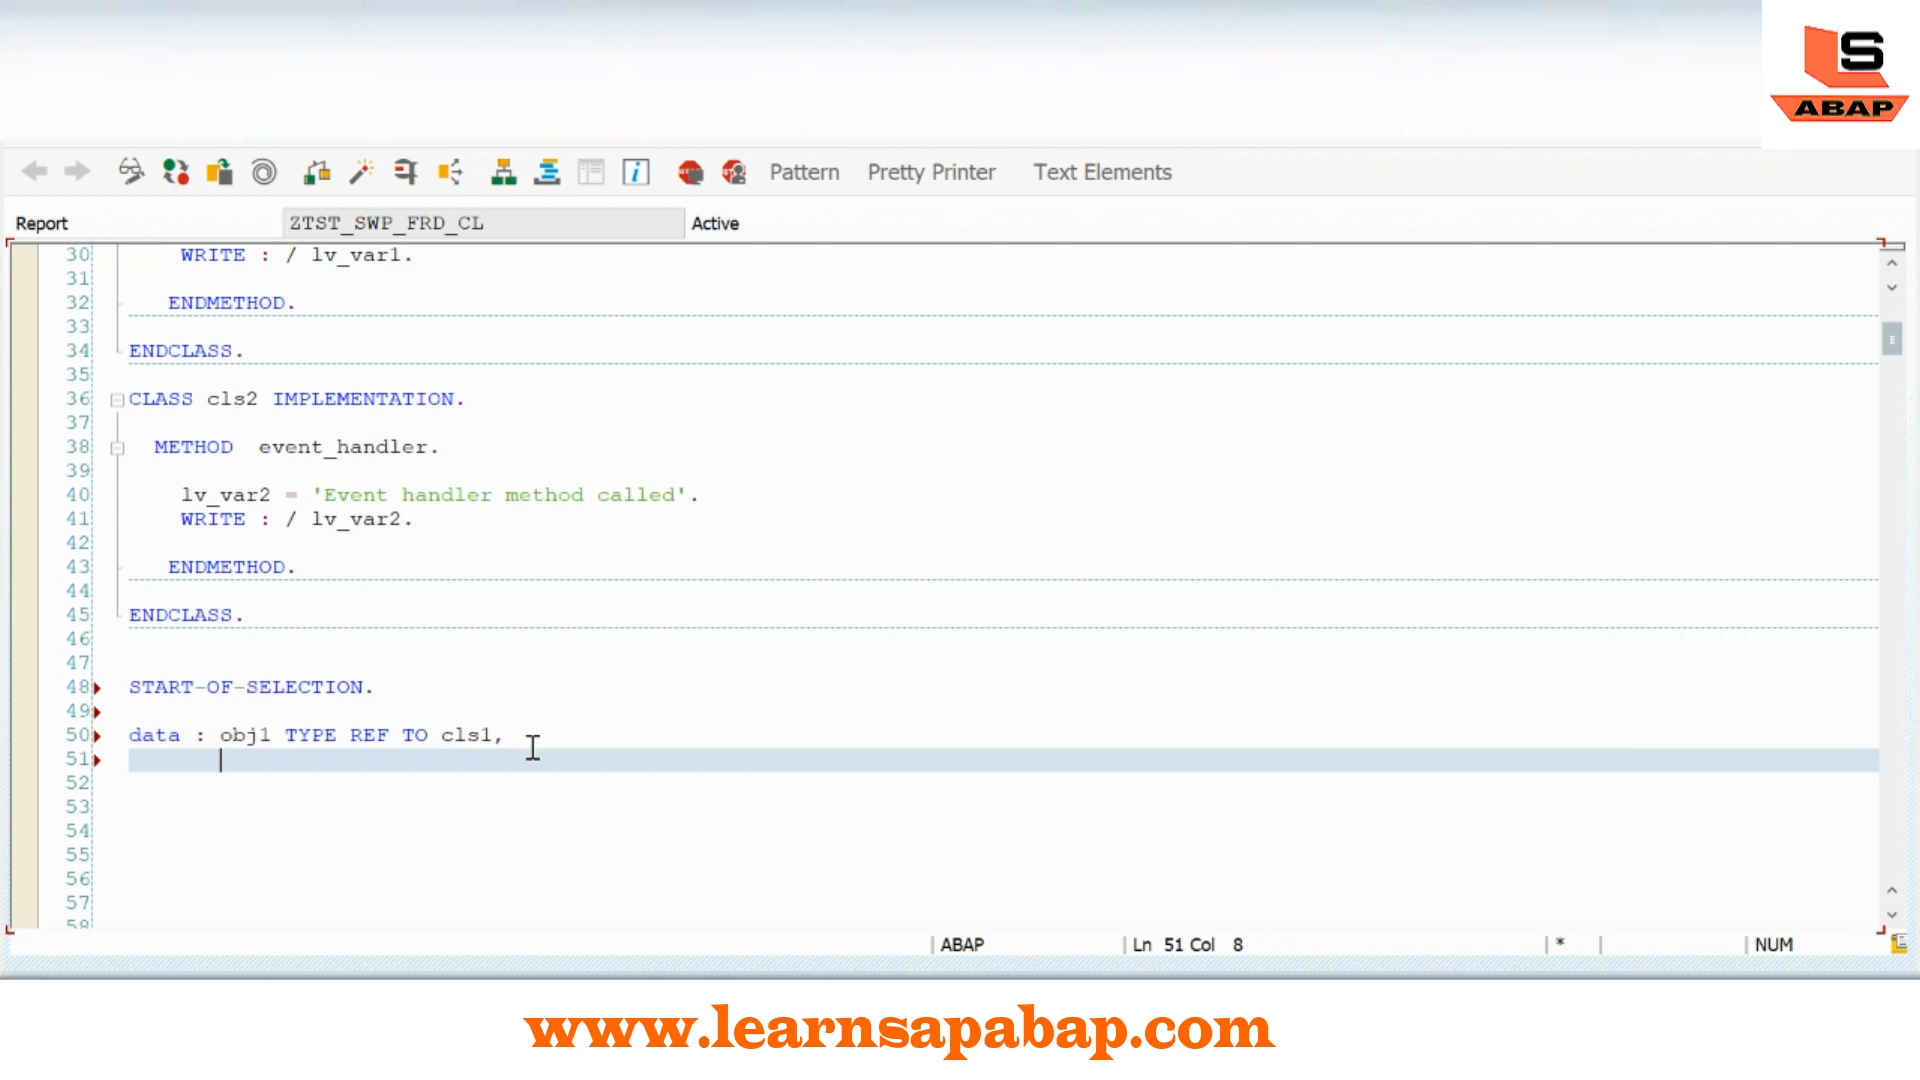 LS
ABAP
Pattern Pretty Printer Text Elements
Report ZTST_SWP_FRD_CL Active
30 WRITE : / lv_var1.
31
32 ENDMETHOD.
33
34 ENDCLASS.
35
36 CLASS cls2 IMPLEMENTATION.
37
38 METHOD  event_handler.
39
40 lv_var2 = 'Event handler method called'.
41 WRITE : / lv_var2.
42
43 ENDMETHOD.
44
45 ENDCLASS.
46
47
48 START-OF-SELECTION.
49
50 data : obj1 TYPE REF TO cls1,
51
52
53
54
55
56
57
58
ABAP Ln 51 Col 8 * NUM
www.learnsapabap.com